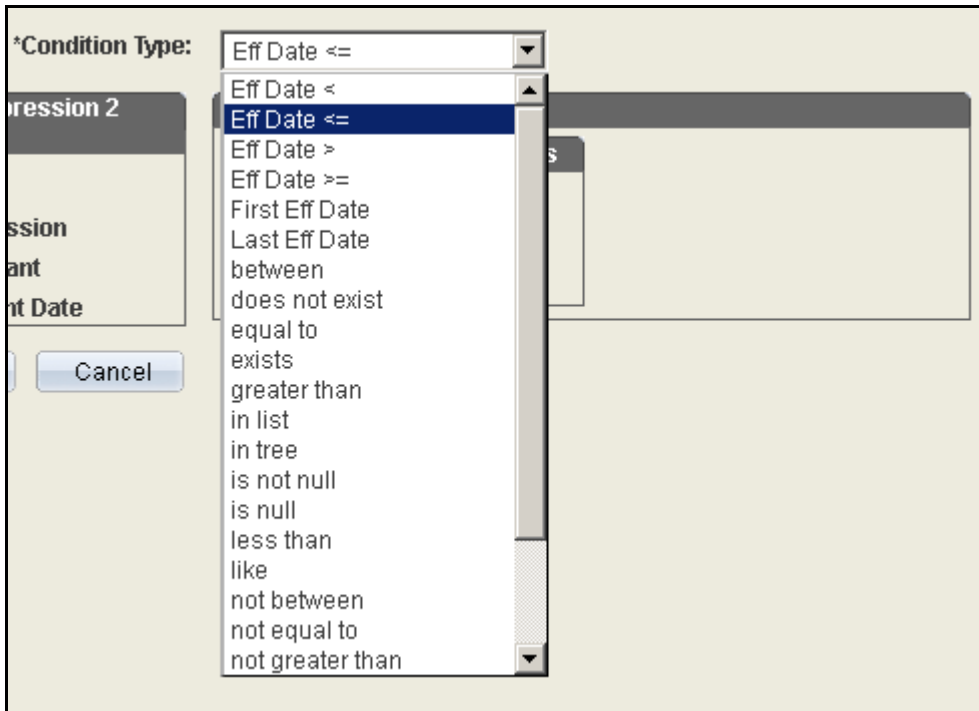 *Condition Type:
Eff Date <=
Eff Date <
Eff Date <=
Eff Date >
Eff Date >=
First Eff Date
Last Eff Date
between
does not exist
equal to
exists
greater than
in list
in tree
is not null
is null
less than
like
not between
not equal to
not greater than
pression 2
s
ssion
ant
nt Date
Cancel